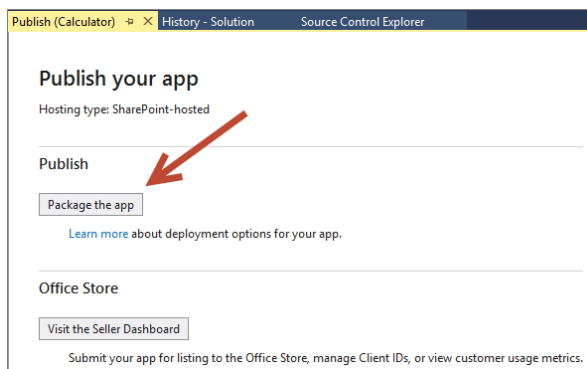 Publish (Calculator) History - Solution Source Control Explorer
Publish your app
Hosting type: SharePoint-hosted
Publish
Package the app
Learn more about deployment options for your app.
Office Store
Visit the Seller Dashboard
Submit your app for listing to the Office Store, manage Client IDs, or view customer usage metrics.